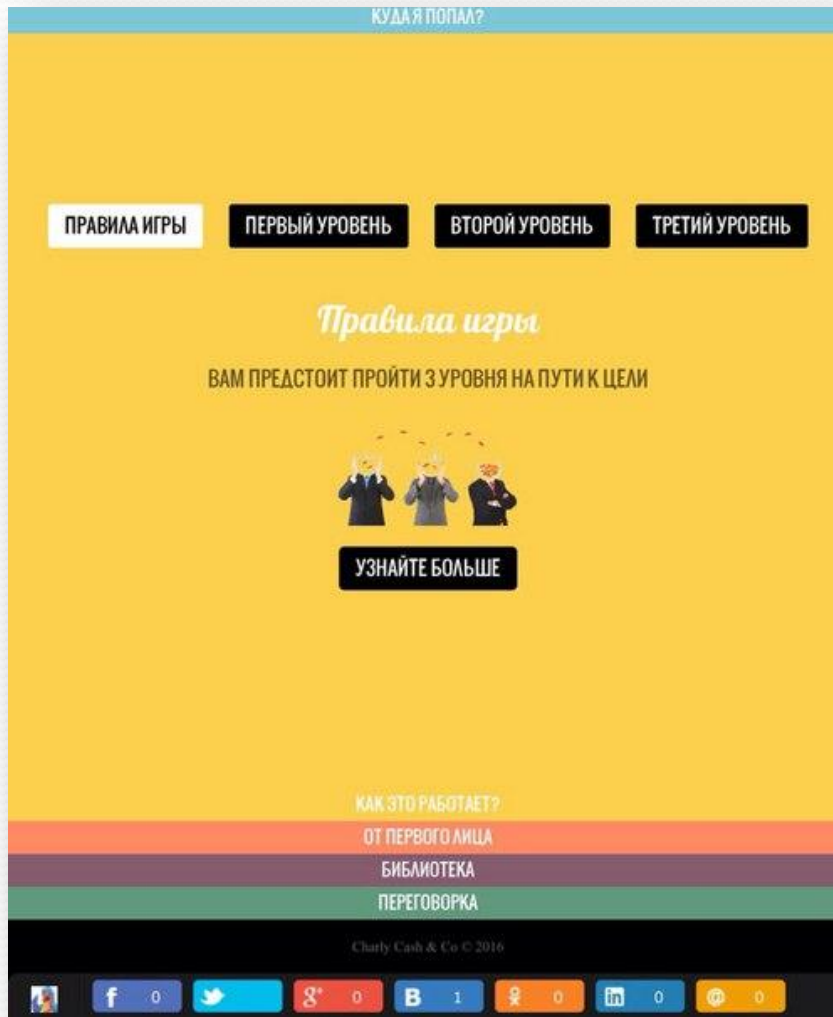 КУДА Я ПОПАЛ?
ПРАВИЛА ИГРЫ ПЕРВЫЙ УРОВЕНЬ ВТОРОЙ УРОВЕНЬ ТРЕТИЙ УРОВЕНЬ
Правила игры
ВАМ ПРЕДСТОИТ ПРОЙТИ 3 УРОВНЯ НА ПУТИ К ЦЕЛИ
УЗНАЙТЕ БОЛЬШЕ
КАК ЭТО РАБОТАЕТ?
ОТ ПЕРВОГО ЛИЦА
БИБЛИОТЕКА
ПЕРЕГОВОРКА
Charly Cash & Co © 2016
f 0 g+ 0 B 1 0 in 0 @ 0